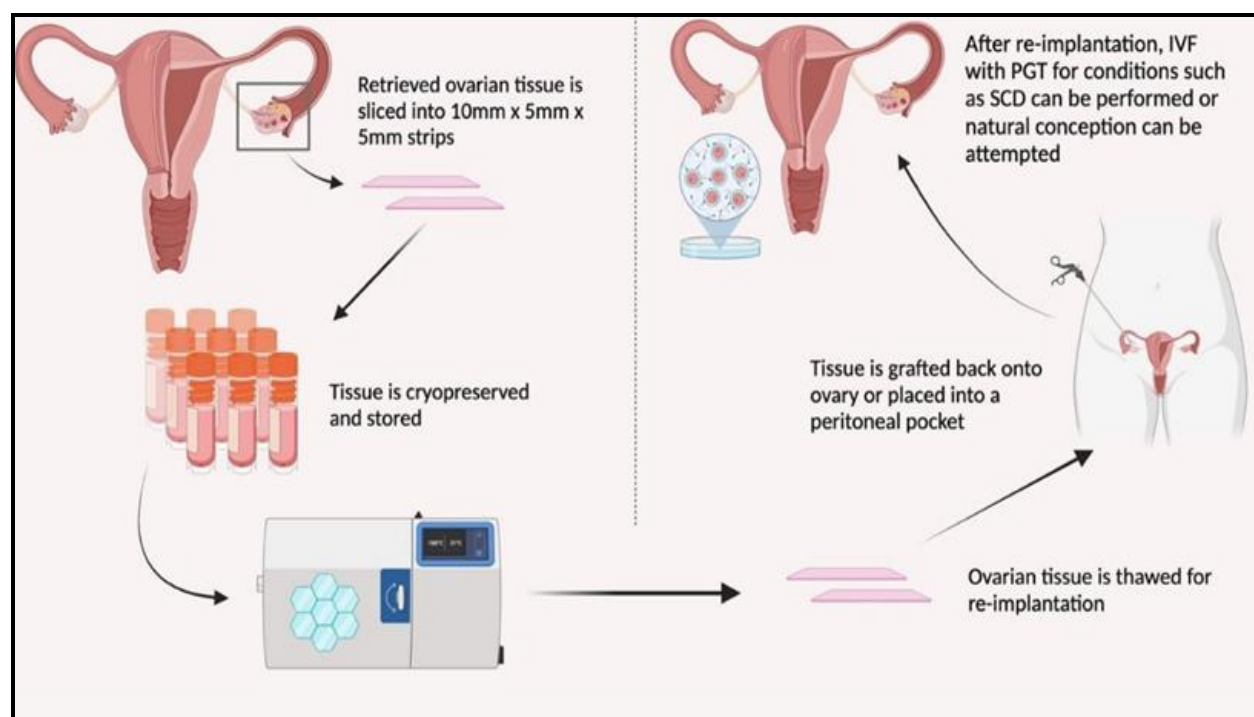 Retrieved ovarian tissue is
sliced into 10mm x 5mm x
5mm strips
Tissue is cryopreserved
and stored
Ovarian tissue is thawed for
re-implantation
Tissue is grafted back onto
ovary or placed into a
peritoneal pocket
After re-implantation, IVF
with PGT for conditions such
as SCD can be performed or
natural conception can be
attempted